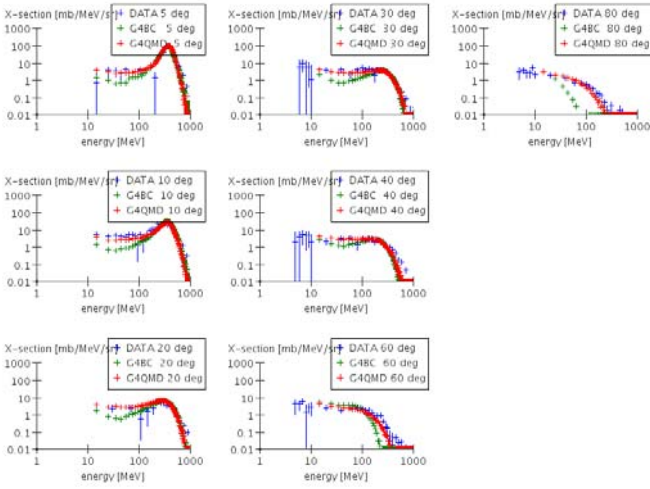 X-section [mb/MeV/sr]
DATA 5 deg
G4BC 5 deg
G4QMD 5 deg
1000
100
10
1
0.1
0.01
1 10 100 1000
energy [MeV]
X-section [mb/MeV/sr]
DATA 30 deg
G4BC 30 deg
G4QMD 30 deg
1000
100
10
1
0.1
0.01
1 10 100 1000
energy [MeV]
X-section [mb/MeV/sr]
DATA 80 deg
G4BC 80 deg
G4QMD 80 deg
1000
100
10
1
0.1
0.01
1 10 100 1000
energy [MeV]
X-section [mb/MeV/sr]
DATA 10 deg
G4BC 10 deg
G4QMD 10 deg
1000
100
10
1
0.1
0.01
1 10 100 1000
energy [MeV]
X-section [mb/MeV/sr]
DATA 40 deg
G4BC 40 deg
G4QMD 40 deg
1000
100
10
1
0.1
0.01
1 10 100 1000
energy [MeV]
X-section [mb/MeV/sr]
DATA 20 deg
G4BC 20 deg
G4QMD 20 deg
1000
100
10
1
0.1
0.01
1 10 100 1000
energy [MeV]
X-section [mb/MeV/sr]
DATA 60 deg
G4BC 60 deg
G4QMD 60 deg
1000
100
10
1
0.1
0.01
1 10 100 1000
energy [MeV]